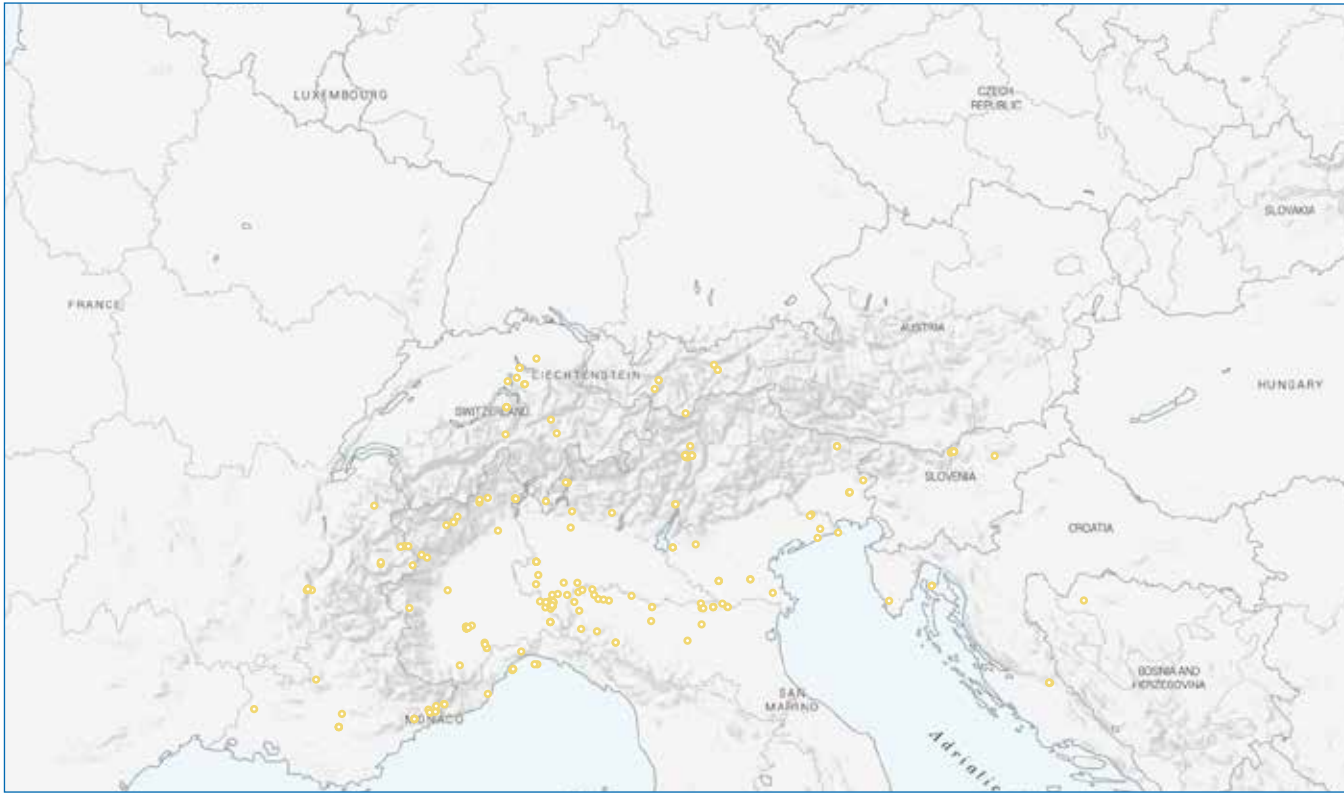 LUXEMBOURG
CZECH
REPUBLIC
SLOVAKIA
FRANCE
AUSTRIA
LIECHTENSTEIN
HUNGARY
SWITZERLAND
SLOVENIA
CROATIA
BOSNIA AND
HERZEGOVINA
SAN
MARINO
MONACO
Adriatic